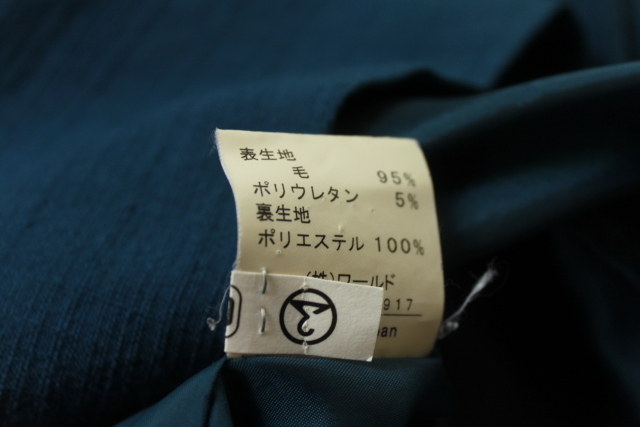 表生地
毛 95%
ポリウレタン 5%
裏生地
ポリエステル 100%
(株)ワールド
917
pan